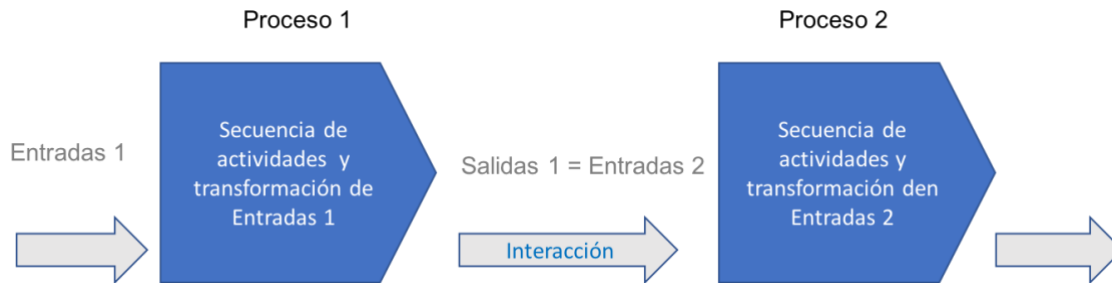 Proceso 1
Proceso 2
Entradas 1
Secuencia de
actividades y
transformación de
Entradas 1
Salidas 1 = Entradas 2
Interacción
Secuencia de
actividades y
transformación den
Entradas 2